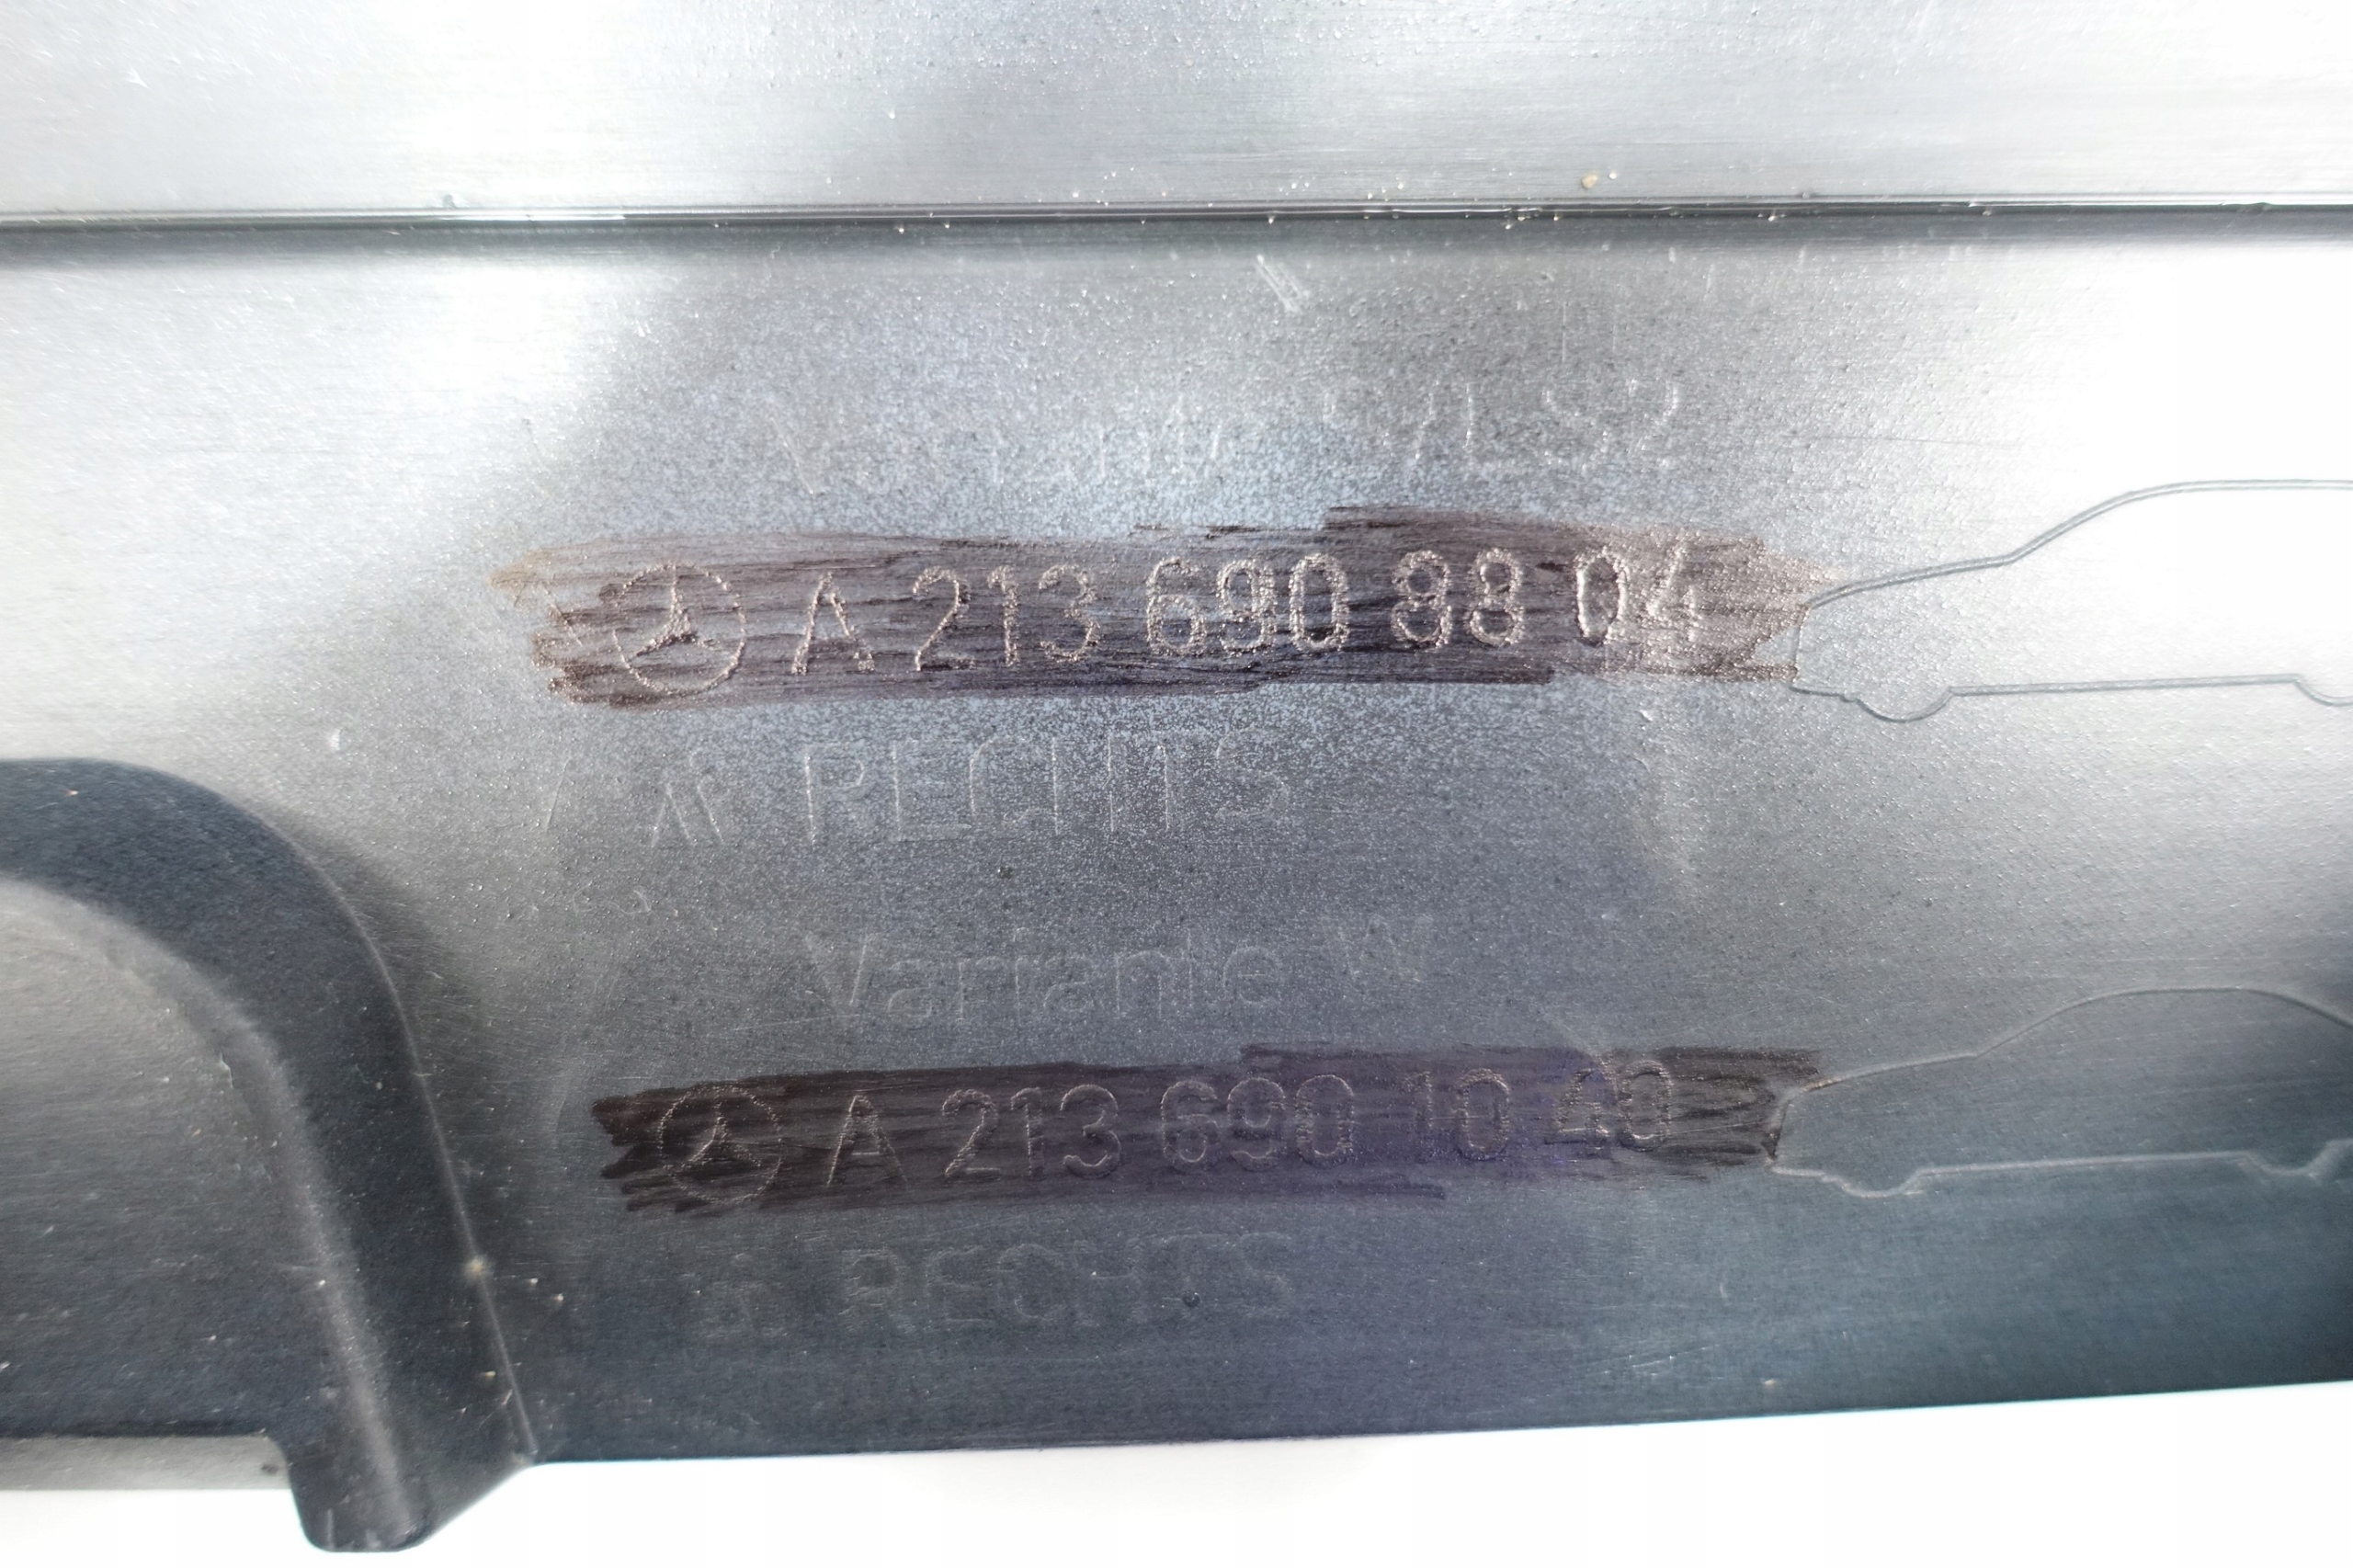 A 213 690 88 04
RECHTS
Variante W
A 213 690 10 40
RECHTS